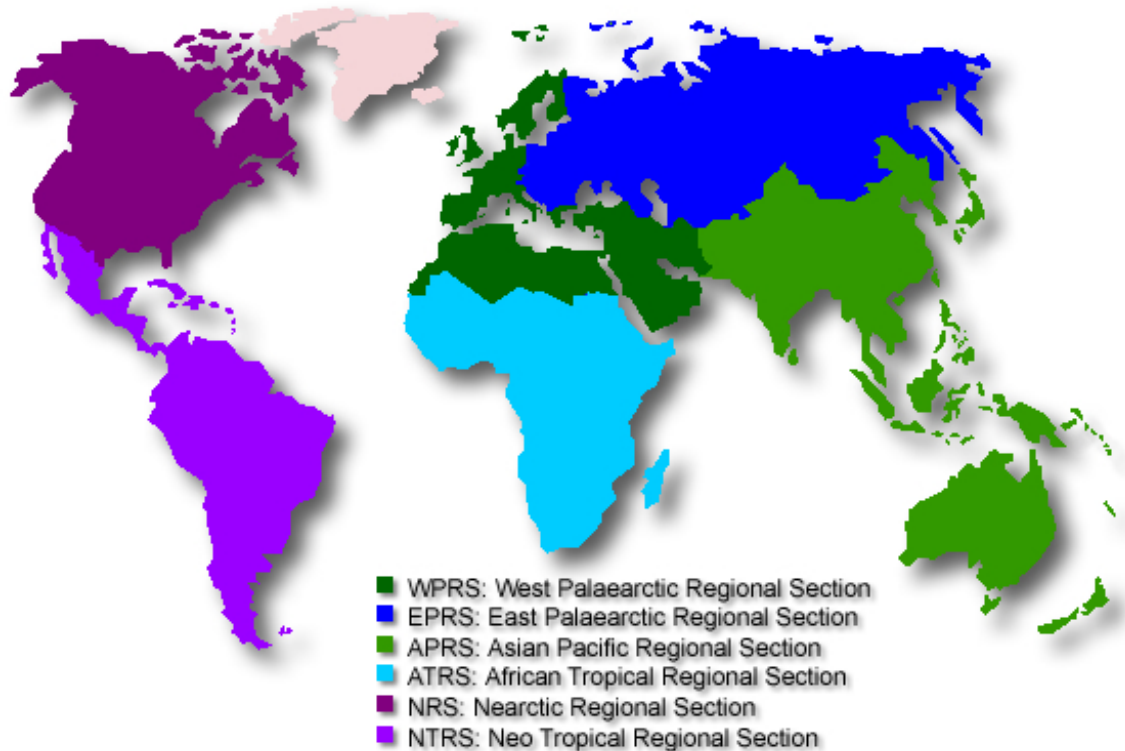 WPRS: West Palaearctic Regional Section
EPRS: East Palaearctic Regional Section
APRS: Asian Pacific Regional Section
ATRS: African Tropical Regional Section
NRS: Nearctic Regional Section
NTRS: Neo Tropical Regional Section